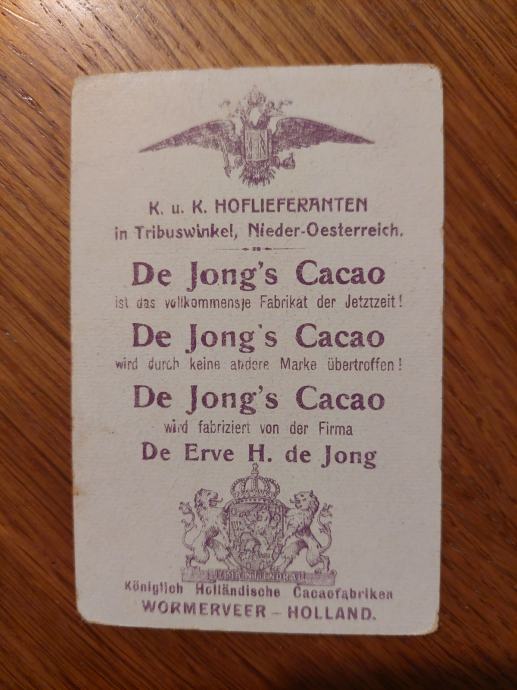 K. u. K. HOFLIEFERANTEN
in Tribuswinkel, Nieder-Oesterreich.
De Jong's Cacao
ist das vollkommenste Fabrikat der Jetztzeit!
De Jong's Cacao
wird durch keine andere Marke übertroffen!
De Jong's Cacao
wird fabriziert von der Firma
De Erve H. de Jong
Königlich Holländische Cacaofabriken
WORMERVEER – HOLLAND.